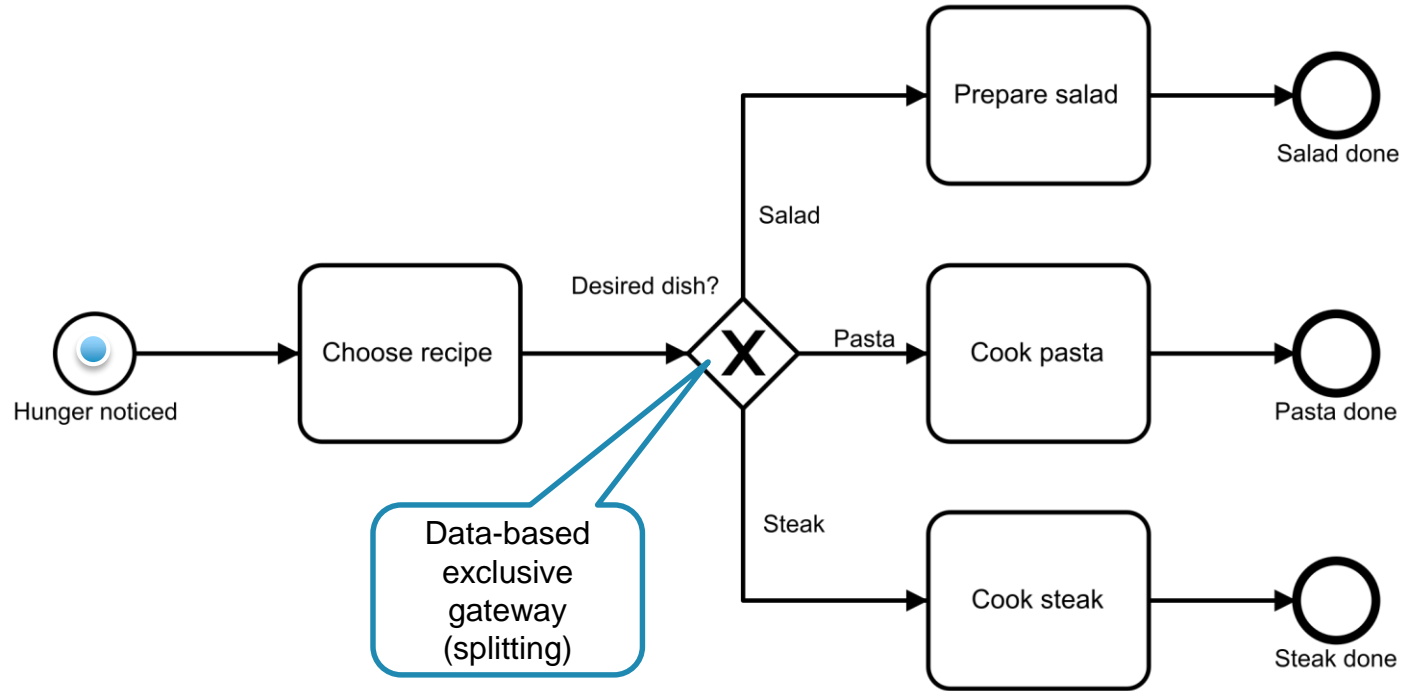 Prepare salad
Salad done
Salad
Desired dish?
Hunger noticed
Choose recipe
X
Pasta
Cook pasta
Pasta done
Data-based
exclusive
gateway
(splitting)
Steak
Cook steak
Steak done